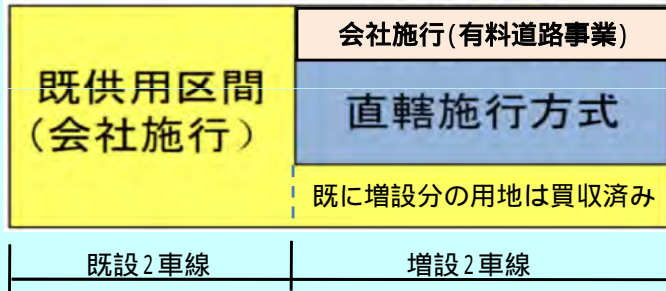 会社施行(有料道路事業)
既供用区間
(会社施行)
直轄施行方式
既に増設分の用地は買収済み
既設2車線
増設2車線